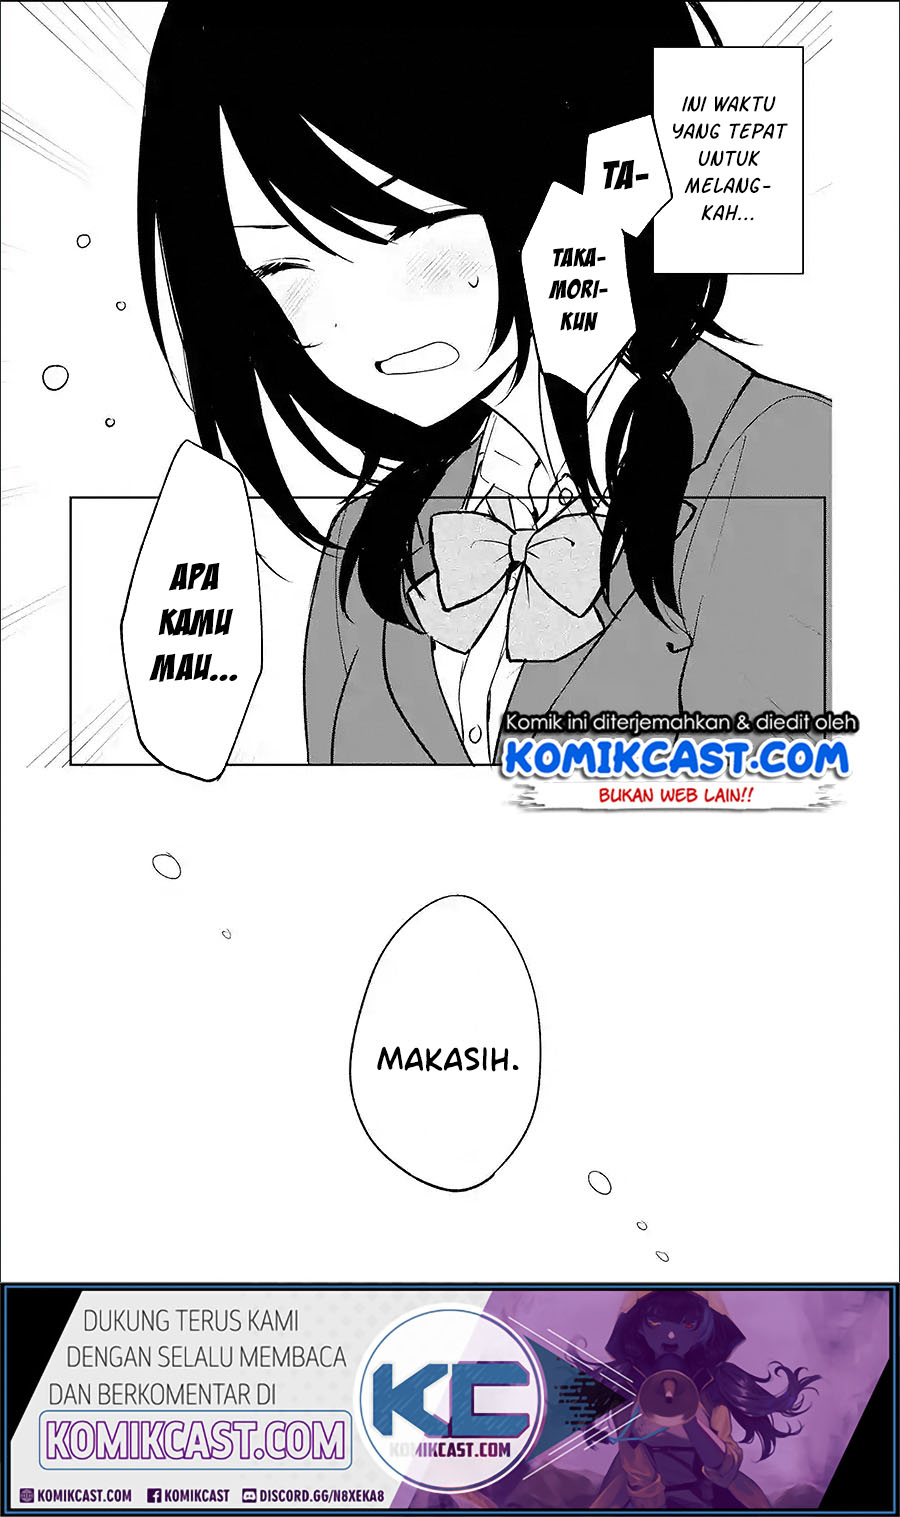 INI WAKTU
YANG TEPAT
UNTUK
MELANG-
KAH...
TA-
TAKA-
MORI-
KUN
APA
KAMU
MAU...
Komik ini diterjemahkan & diedit oleh
KOMIKCAST.COM
BUKAN WEB LAIN!!
MAKASIH.
DUKUNG TERUS KAMI
DENGAN SELALU MEMBACA
DAN BERKOMENTAR DI
KOMIKCAST.COM
KC
KOMIKCAST.COM
KOMIKCAST.COM KOMIKCAST DISCORD.GG/N8XEKA8